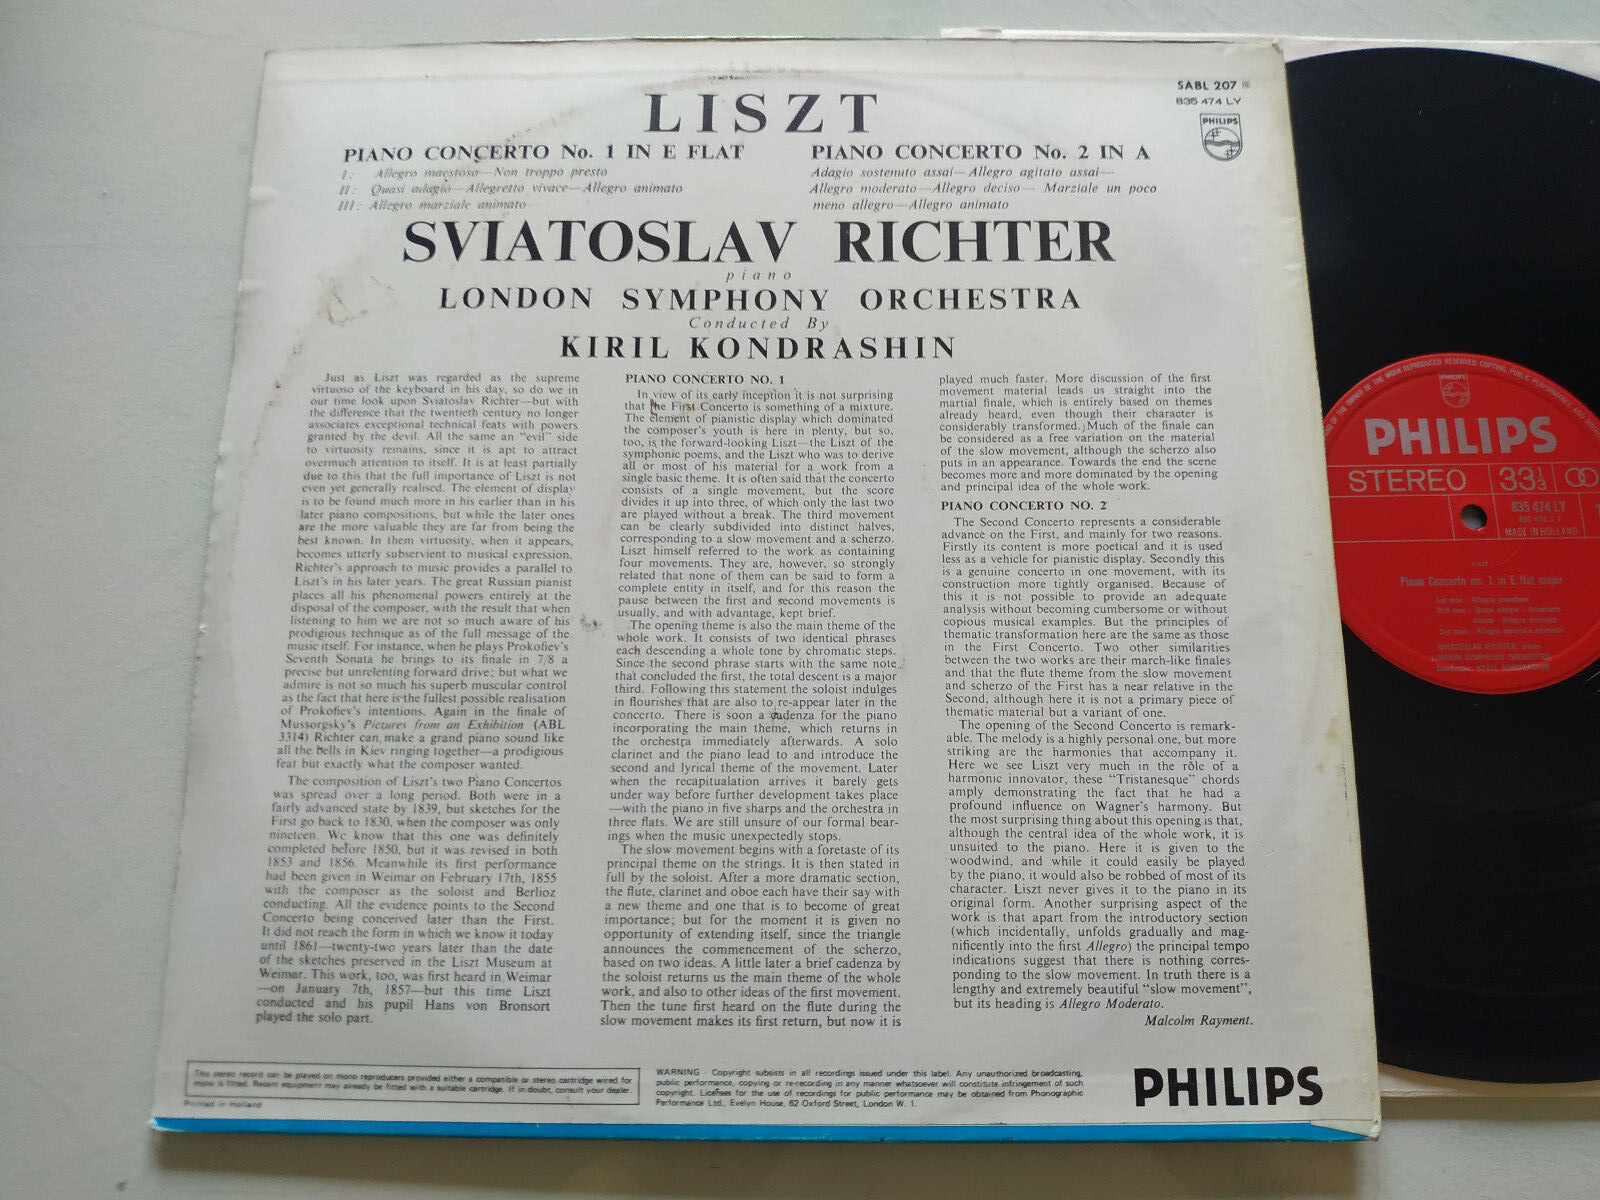 SABL 207
835 474 LY
PHILIPS
LISZT
PIANO CONCERTO No. 1 IN E FLAT
I: Allegro maestoso—Non troppo presto
II: Quasi adagio—Allegretto vivace—Allegro animato
III: Allegro marziale animato
PIANO CONCERTO No. 2 IN A
Adagio sostenuto assai—Allegro agitato assai—
Allegro moderato—Allegro deciso— Marziale un poco
meno allegro—Allegro animato
SVIATOSLAV RICHTER
piano
LONDON SYMPHONY ORCHESTRA
Conducted By
KIRIL KONDRASHIN
Just as Liszt was regarded as the supreme
virtuoso of the keyboard in his day, so do we in
our time look upon Sviatoslav Richter—but with
the difference that the twentieth century no longer
associates exceptional technical feats with powers
granted by the devil. All the same an "evil" side
to virtuosity remains, since it is apt to attract
overmuch attention to itself. It is at least partially
due to this that the full importance of Liszt is not
even yet generally realised. The element of display
is to be found much more in his earlier than in his
later piano compositions, but while the later ones
are the more valuable they are far from being the
best known. In them virtuosity, when it appears,
becomes utterly subservient to musical expression.
Richter's approach to music provides a parallel to
Liszt's in his later years. The great Russian pianist
places all his phenomenal powers entirely at the
disposal of the composer, with the result that when
listening to him we are not so much aware of his
prodigious technique as of the full message of the
music itself. For instance, when he plays Prokofiev's
Seventh Sonata he brings to its finale in 7/8 a
precise but unrelenting forward drive; but what we
admire is not so much his superb muscular control
as the fact that here is the fullest possible realisation
of Prokofiev's intentions. Again in the finale of
Mussorgsky's Pictures from an Exhibition (ABL
3314) Richter can make a grand piano sound like
all the bells in Kiev ringing together—a prodigious
feat but exactly what the composer wanted.
The composition of Liszt's two Piano Concertos
was spread over a long period. Both were in a
fairly advanced state by 1839, but sketches for the
First go back to 1830, when the composer was only
nineteen. We know that this one was definitely
completed before 1850, but it was revised in both
1853 and 1856. Meanwhile its first performance
had been given in Weimar on February 17th, 1855
with the composer as the soloist and Berlioz
conducting. All the evidence points to the Second
Concerto being conceived later than the First.
It did not reach the form in which we know it today
until 1861—twenty-two years later than the date
of the sketches preserved in the Liszt Museum at
Weimar. This work, too, was first heard in Weimar
—on January 7th, 1857—but this time Liszt
conducted and his pupil Hans von Bronsort
played the solo part.
PIANO CONCERTO NO. 1
In view of its early inception it is not surprising
that the First Concerto is something of a mixture.
The element of pianistic display which dominated
the composer's youth is here in plenty, but so,
too, is the forward-looking Liszt—the Liszt of the
symphonic poems, and the Liszt who was to derive
all or most of his material for a work from a
single basic theme. It is often said that the concerto
consists of a single movement, but the score
divides it up into three, of which only the last two
are played without a break. The third movement
can be clearly subdivided into distinct halves,
corresponding to a slow movement and a scherzo.
Liszt himself referred to the work as containing
four movements. They are, however, so strongly
related that none of them can be said to form a
complete entity in itself, and for this reason the
pause between the first and second movements is
usually, and with advantage, kept brief.
The opening theme is also the main theme of the
whole work. It consists of two identical phrases
each descending a whole tone by chromatic steps.
Since the second phrase starts with the same note
that concluded the first, the total descent is a major
third. Following this statement the soloist indulges
in flourishes that are also to re-appear later in the
concerto. There is soon a cadenza for the piano
incorporating the main theme, which returns in
the orchestra immediately afterwards. A solo
clarinet and the piano lead to and introduce the
second and lyrical theme of the movement. Later
when the recapitualation arrives it barely gets
under way before further development takes place
—with the piano in five sharps and the orchestra in
three flats. We are still unsure of our formal bear-
ings when the music unexpectedly stops.
The slow movement begins with a foretaste of its
principal theme on the strings. It is then stated in
full by the soloist. After a more dramatic section,
the flute, clarinet and oboe each have their say with
a new theme and one that is to become of great
importance; but for the moment it is given no
opportunity of extending itself, since the triangle
announces the commencement of the scherzo,
based on two ideas. A little later a brief cadenza by
the soloist returns us the main theme of the whole
work, and also to other ideas of the first movement.
Then the tune first heard on the flute during the
slow movement makes its first return, but now it is
played much faster. More discussion of the first
movement material leads us straight into the
martial finale, which is entirely based on themes
already heard, even though their character is
considerably transformed. Much of the finale can
be considered as a free variation on the material
of the slow movement, although the scherzo also
puts in an appearance. Towards the end the scene
becomes more and more dominated by the opening
and principal idea of the whole work.
PIANO CONCERTO NO. 2
The Second Concerto represents a considerable
advance on the First, and mainly for two reasons.
Firstly its content is more poetical and it is used
less as a vehicle for pianistic display. Secondly this
is a genuine concerto in one movement, with its
construction more tightly organised. Because of
this it is not possible to provide an adequate
analysis without becoming cumbersome or without
copious musical examples. But the principles of
thematic transformation here are the same as those
in the First Concerto. Two other similarities
between the two works are their march-like finales
and that the flute theme from the slow movement
and scherzo of the First has a near relative in the
Second, although here it is not a primary piece of
thematic material but a variant of one.
The opening of the Second Concerto is remark-
able. The melody is a highly personal one, but more
striking are the harmonies that accompany it.
Here we see Liszt very much in the rôle of a
harmonic innovator, these "Tristanesque" chords
amply demonstrating the fact that he had a
profound influence on Wagner's harmony. But
the most surprising thing about this opening is that,
although the central idea of the whole work, it is
unsuited to the piano. Here it is given to the
woodwind, and while it could easily be played
by the piano, it would also be robbed of most of its
character. Liszt never gives it to the piano in its
original form. Another surprising aspect of the
work is that apart from the introductory section
(which incidentally, unfolds gradually and mag-
nificently into the first Allegro) the principal tempo
indications suggest that there is nothing corres-
ponding to the slow movement. In truth there is a
lengthy and extremely beautiful "slow movement",
but its heading is Allegro Moderato.
Malcolm Rayment.
This stereo record can be played on mono reproducers provided either a compatible or stereo cartridge wired for
mono is fitted. Recent equipment may already be fitted with a suitable cartridge. If in doubt, consult your dealer.
Printed in Holland
WARNING - Copyright subsists in all recordings issued under this label. Any unauthorized broadcasting,
public performance, copying or re-recording in any manner whatsoever will constitute infringement of such
copyright. Licenses for the use of recordings for public performance may be obtained from Phonographic
Performance Ltd., Evelyn House, 62 Oxford Street, London W. 1.
PHILIPS
PHILIPS
PHILIPS
STEREO 33 1/3
835 474 LY
MADE IN HOLLAND
Liszt
Piano Concerto no. 1 in E flat major
1st mov.: Allegro maestoso
2nd mov.: Quasi adagio - Allegretto
vivace - Allegro animato
3rd mov.: Allegro marziale animato
SVIATOSLAV RICHTER, piano
LONDON SYMPHONY ORCHESTRA
Conductor: KIRIL KONDRASHIN